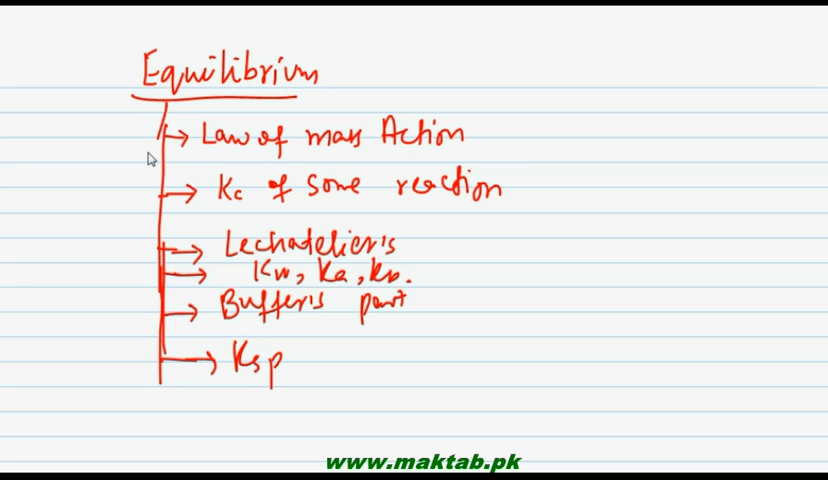 Equilibrium
Law of mass Action
Kc of some reaction
Lechatelier's
Kw, Ka, Kb.
Buffer's part
Ksp
www.maktab.pk